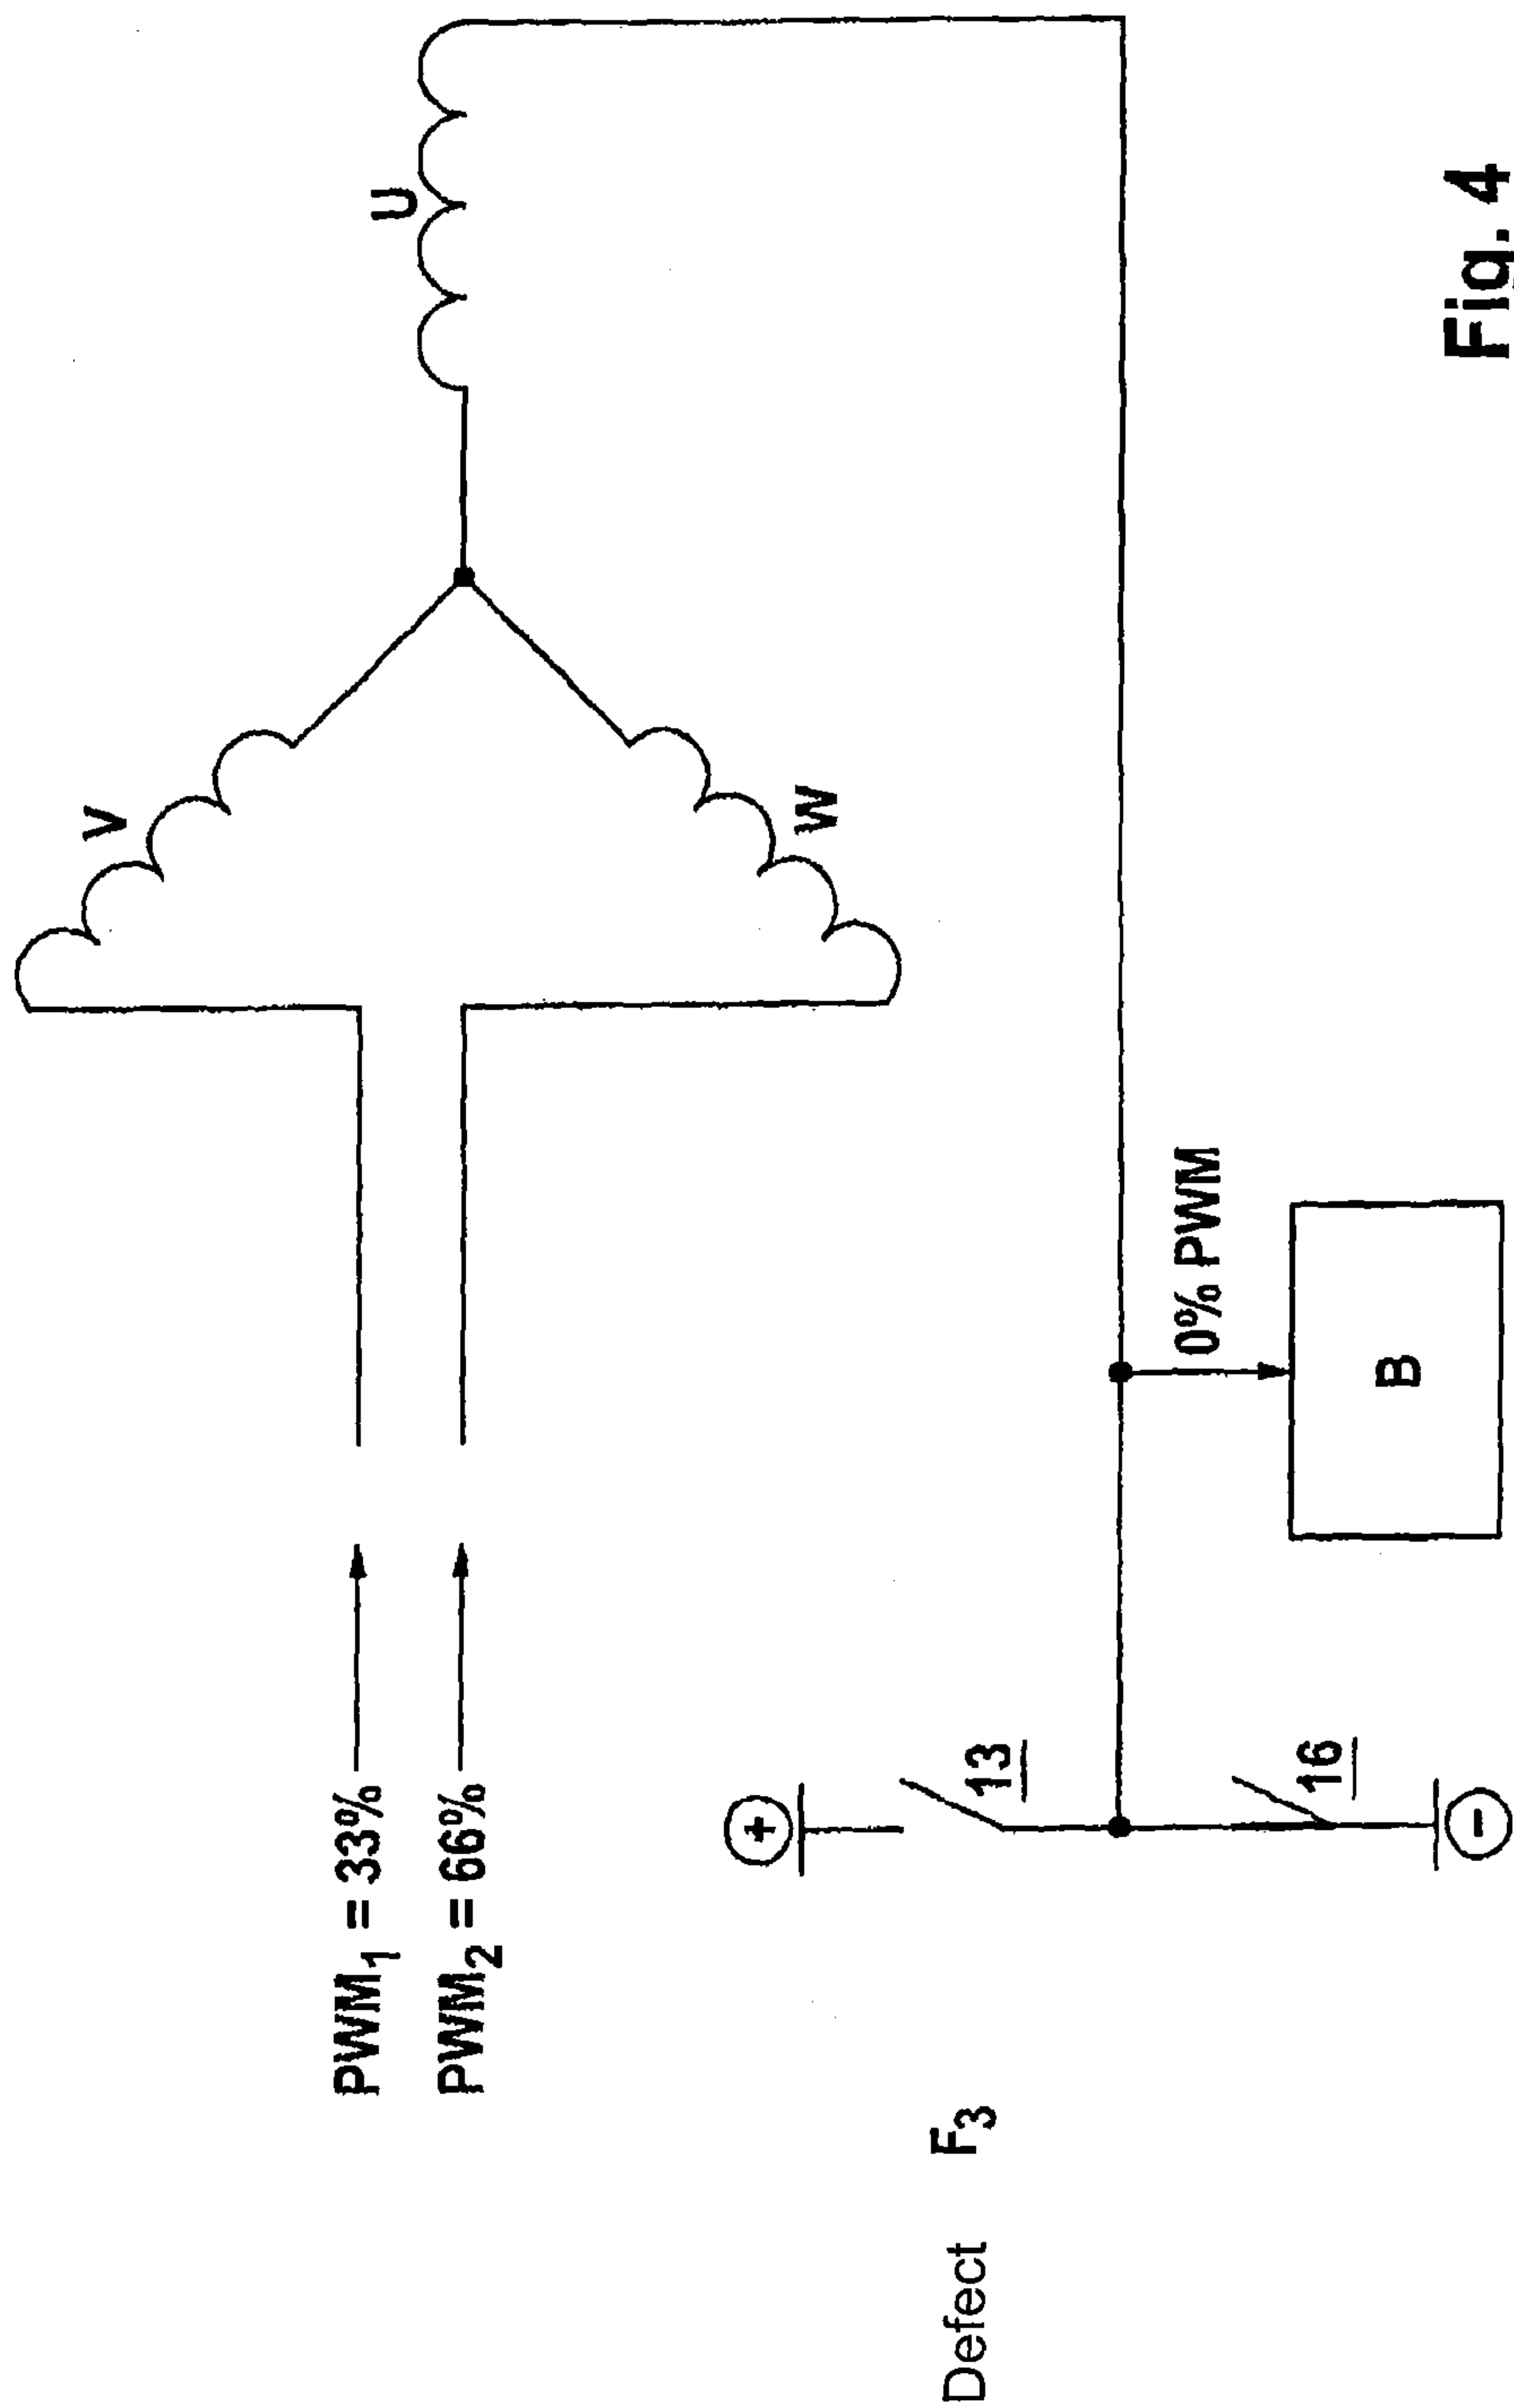 V
U
W
PWM₁ = 33%
PWM₂ = 66%
Defect F₃
+
13
0% PWM
16
−
B
Fig. 4